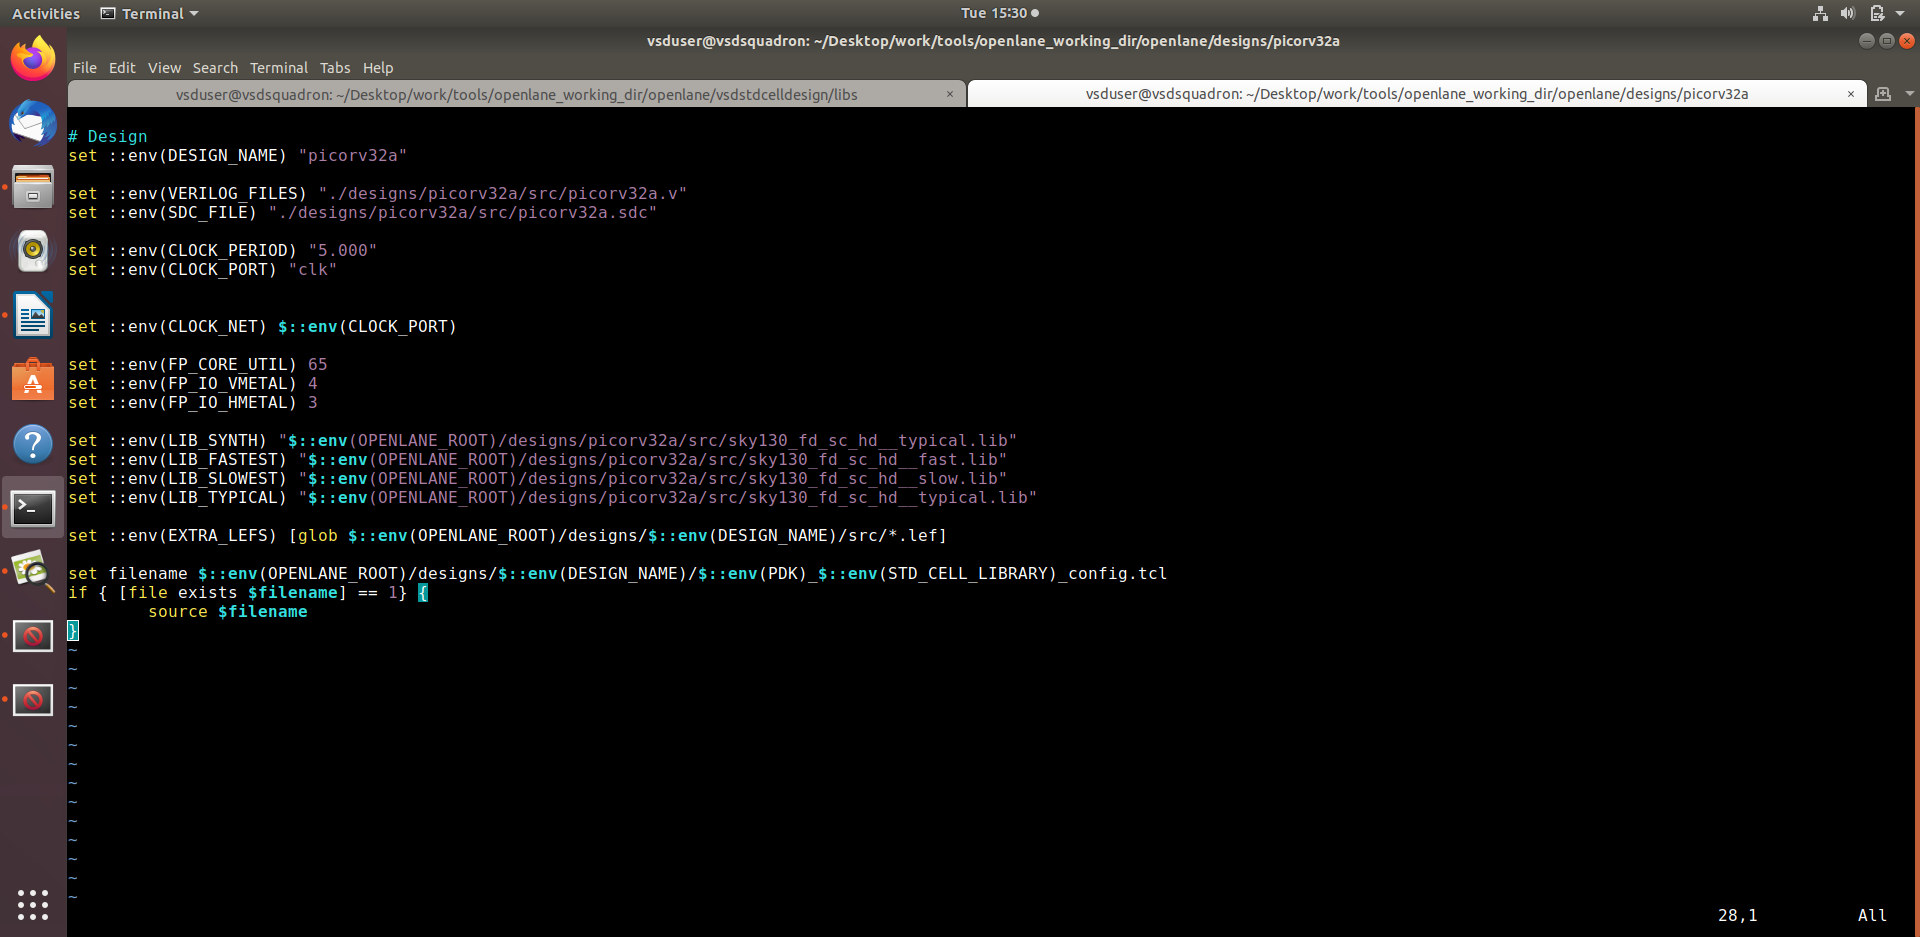 Activities Terminal Tue 15:30
vsduser@vsdsquadron: ~/Desktop/work/tools/openlane_working_dir/openlane/designs/picorv32a
File Edit View Search Terminal Tabs Help
vsduser@vsdsquadron: ~/Desktop/work/tools/openlane_working_dir/openlane/vsdstdcelldesign/libs × vsduser@vsdsquadron: ~/Desktop/work/tools/openlane_working_dir/openlane/designs/picorv32a ×
# Design
set ::env(DESIGN_NAME) "picorv32a"
set ::env(VERILOG_FILES) "./designs/picorv32a/src/picorv32a.v"
set ::env(SDC_FILE) "./designs/picorv32a/src/picorv32a.sdc"
set ::env(CLOCK_PERIOD) "5.000"
set ::env(CLOCK_PORT) "clk"
set ::env(CLOCK_NET) $::env(CLOCK_PORT)
set ::env(FP_CORE_UTIL) 65
set ::env(FP_IO_VMETAL) 4
set ::env(FP_IO_HMETAL) 3
set ::env(LIB_SYNTH) "$::env(OPENLANE_ROOT)/designs/picorv32a/src/sky130_fd_sc_hd__typical.lib"
set ::env(LIB_FASTEST) "$::env(OPENLANE_ROOT)/designs/picorv32a/src/sky130_fd_sc_hd__fast.lib"
set ::env(LIB_SLOWEST) "$::env(OPENLANE_ROOT)/designs/picorv32a/src/sky130_fd_sc_hd__slow.lib"
set ::env(LIB_TYPICAL) "$::env(OPENLANE_ROOT)/designs/picorv32a/src/sky130_fd_sc_hd__typical.lib"
set ::env(EXTRA_LEFS) [glob $::env(OPENLANE_ROOT)/designs/$::env(DESIGN_NAME)/src/*.lef]
set filename $::env(OPENLANE_ROOT)/designs/$::env(DESIGN_NAME)/$::env(PDK)_$::env(STD_CELL_LIBRARY)_config.tcl
if { [file exists $filename] == 1} {
source $filename
}
~
~
~
~
~
~
~
~
~
~
~
~
~
~
28,1 All